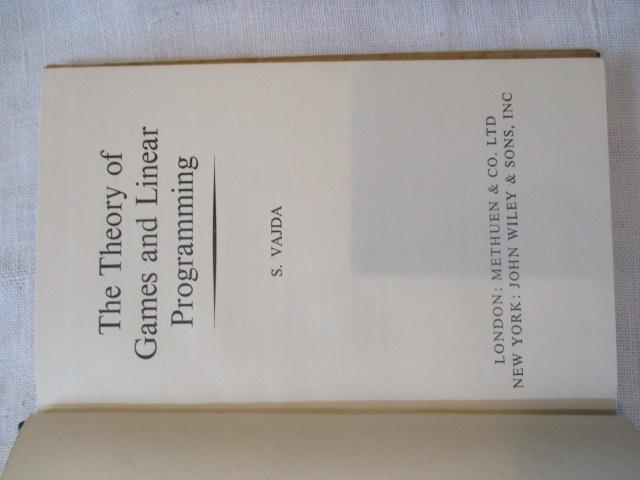 The Theory of
Games and Linear
Programming
S. VAJDA
LONDON: METHUEN & CO. LTD
NEW YORK: JOHN WILEY & SONS, INC